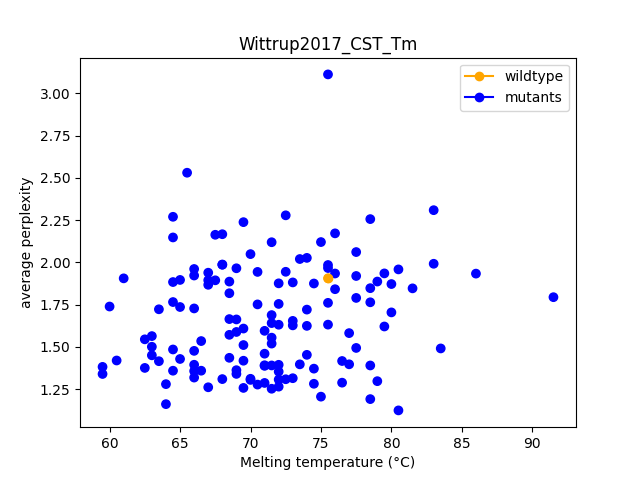 Wittrup2017_CST_Tm
wildtype
mutants
average perplexity
3.00
2.75
2.50
2.25
2.00
1.75
1.50
1.25
60 65 70 75 80 85 90
Melting temperature (°C)